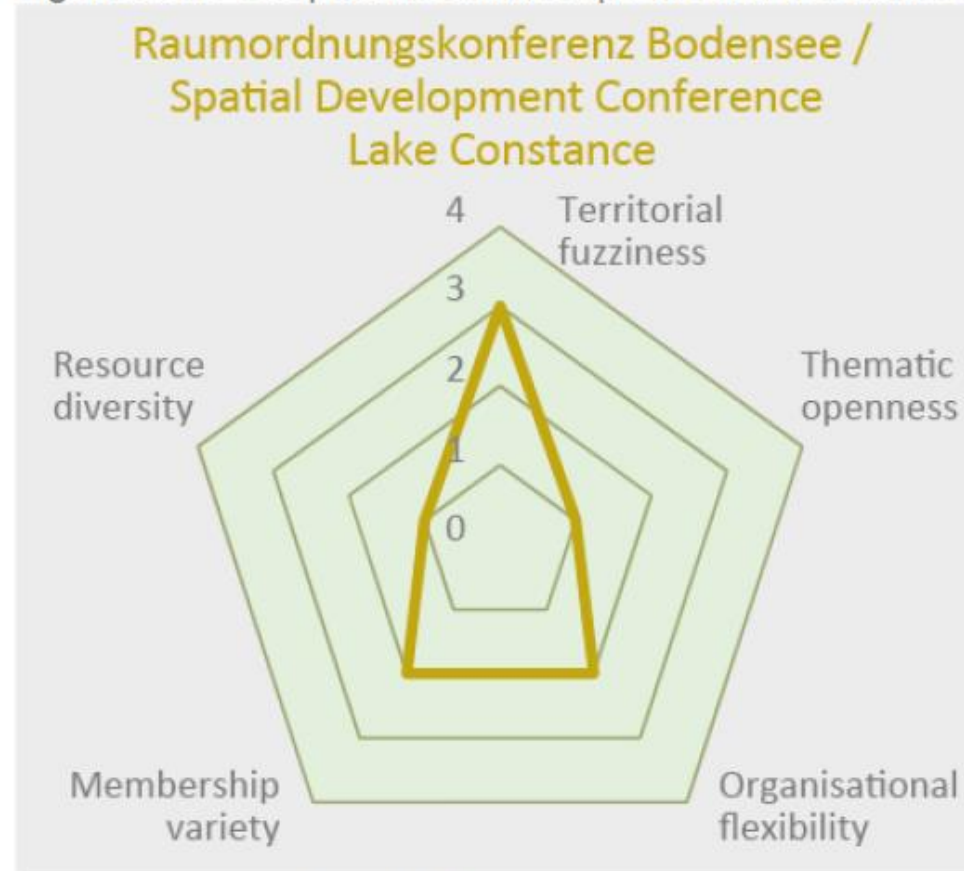 Raumordnungskonferenz Bodensee /
Spatial Development Conference
Lake Constance
4
Territorial
fuzziness
3
2
1
0
Resource
diversity
Thematic
openness
Membership
variety
Organisational
flexibility